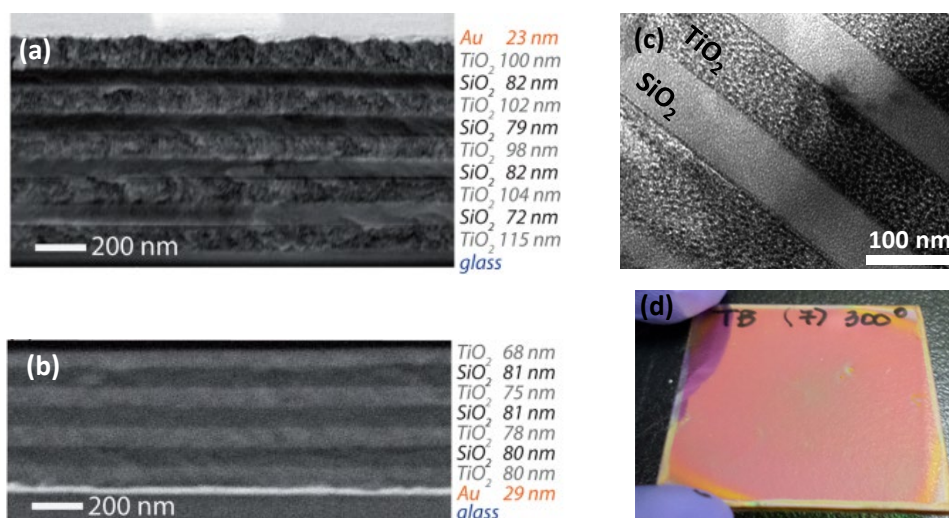 (a)
Au 23 nm
TiO2 100 nm
SiO2 82 nm
TiO2 102 nm
SiO2 79 nm
TiO2 98 nm
SiO2 82 nm
TiO2 104 nm
SiO2 72 nm
TiO2 115 nm
glass
200 nm
(b)
TiO2 68 nm
SiO2 81 nm
TiO2 75 nm
SiO2 81 nm
TiO2 78 nm
SiO2 80 nm
TiO2 80 nm
Au 29 nm
glass
200 nm
(c)
TiO2
SiO2
100 nm
(d)
TB (7) 300°